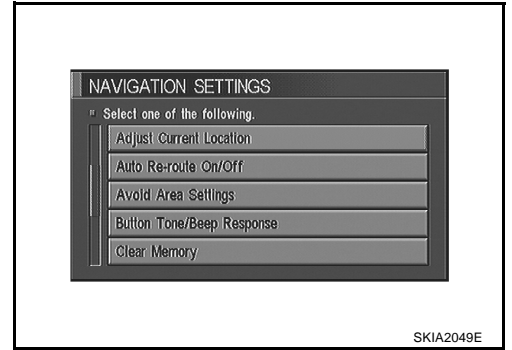 NAVIGATION SETTINGS
Select one of the following.
Adjust Current Location
Auto Re-route On/Off
Avoid Area Settings
Button Tone/Beep Response
Clear Memory
SKIA2049E